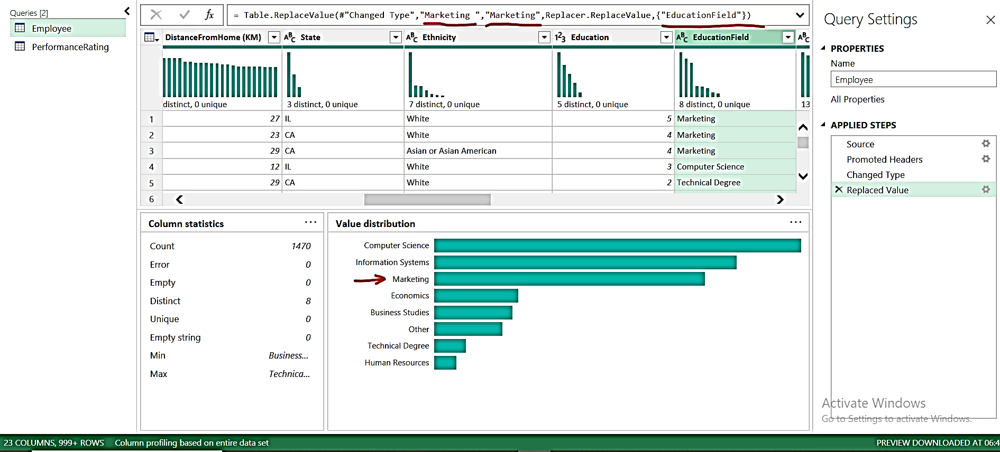 Queries [2]
Employee
PerformanceRating
fx
= Table.ReplaceValue(#"Changed Type","Marketing ","Marketing",Replacer.ReplaceValue,{"EducationField"})
DistanceFromHome (KM) ABC State ABC Ethnicity 123 Education ABC EducationField ABC
distinct, 0 unique 3 distinct, 0 unique 7 distinct, 0 unique 5 distinct, 0 unique 8 distinct, 0 unique 13
1 27 IL White 5 Marketing
2 23 CA White 4 Marketing
3 29 CA Asian or Asian American 4 Marketing
4 12 IL White 3 Computer Science
5 29 CA White 2 Technical Degree
6
Column statistics ...
Count 1470
Error 0
Empty 0
Distinct 8
Unique 0
Empty string 0
Min Business...
Max Technica...
Value distribution ...
Computer Science
Information Systems
Marketing
Economics
Business Studies
Other
Technical Degree
Human Resources
Query Settings
PROPERTIES
Name
Employee
All Properties
APPLIED STEPS
Source
Promoted Headers
Changed Type
Replaced Value
Activate Windows
Go to Settings to activate Windows.
23 COLUMNS, 999+ ROWS Column profiling based on entire data set PREVIEW DOWNLOADED AT 06:4